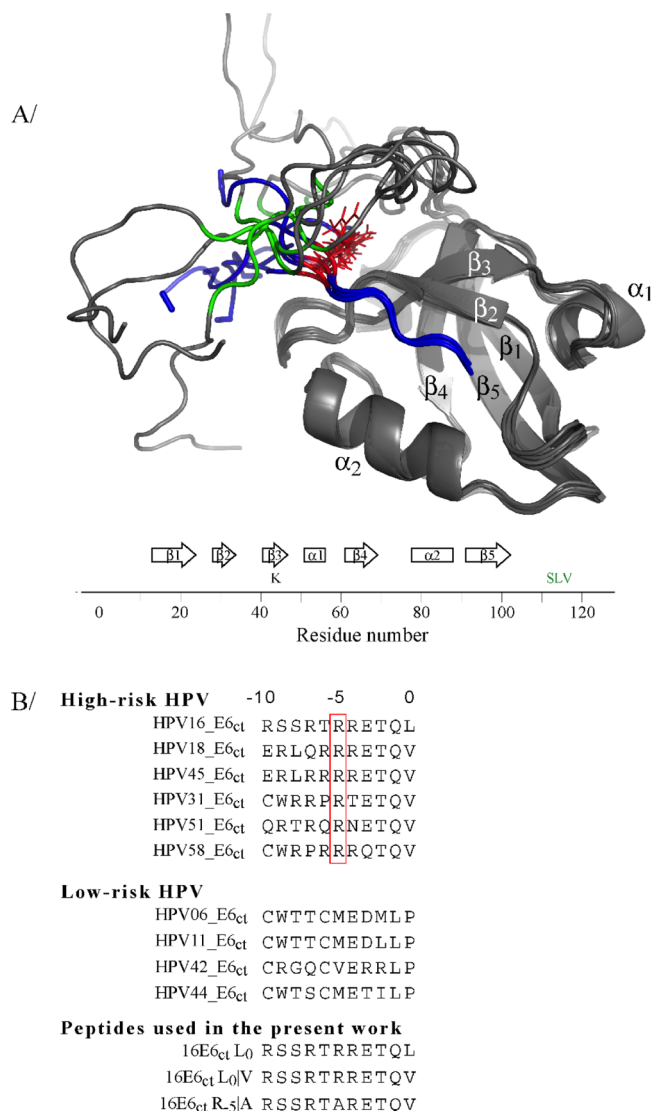 A/
β3
α1
β2
β1
β4
β5
α2
β1 β2 β3 α1 β4 α2 β5
K SLV
0 20 40 60 80 100 120
Residue number
B/
High-risk HPV -10 -5 0
HPV16_E6ct RSSRTRRETQL
HPV18_E6ct ERLQRRRETQV
HPV45_E6ct ERLRRRRETQV
HPV31_E6ct CWRRPRTETQV
HPV51_E6ct QRTRQRNETQV
HPV58_E6ct CWRPRRRQTQV
Low-risk HPV
HPV06_E6ct CWTTCMEDMLP
HPV11_E6ct CWTTCMEDLLP
HPV42_E6ct CRGQCVERRLP
HPV44_E6ct CWTSCMETILP
Peptides used in the present work
16E6ct L0 RSSRTRRETQL
16E6ct L0|V RSSRTRRETQV
16E6ct R-5|A RSSRTARETQV